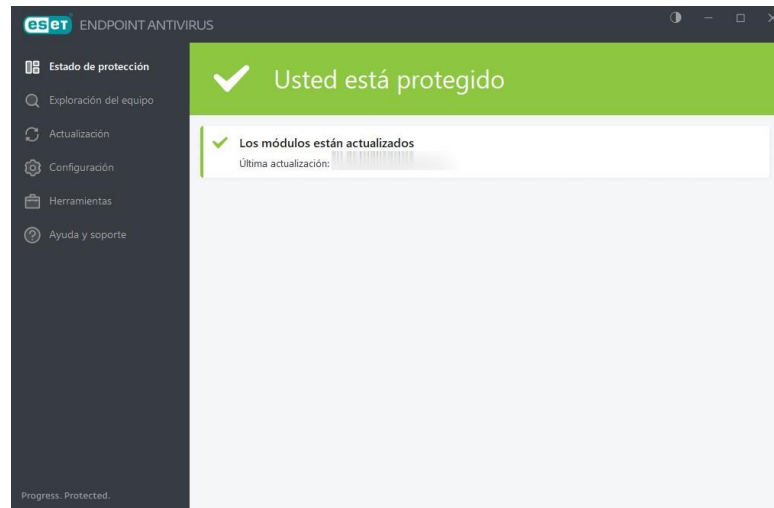 eset ENDPOINT ANTIVIRUS
Estado de protección
Exploración del equipo
Actualización
Configuración
Herramientas
Ayuda y soporte
Progress. Protected.
Usted está protegido
Los módulos están actualizados
Última actualización: